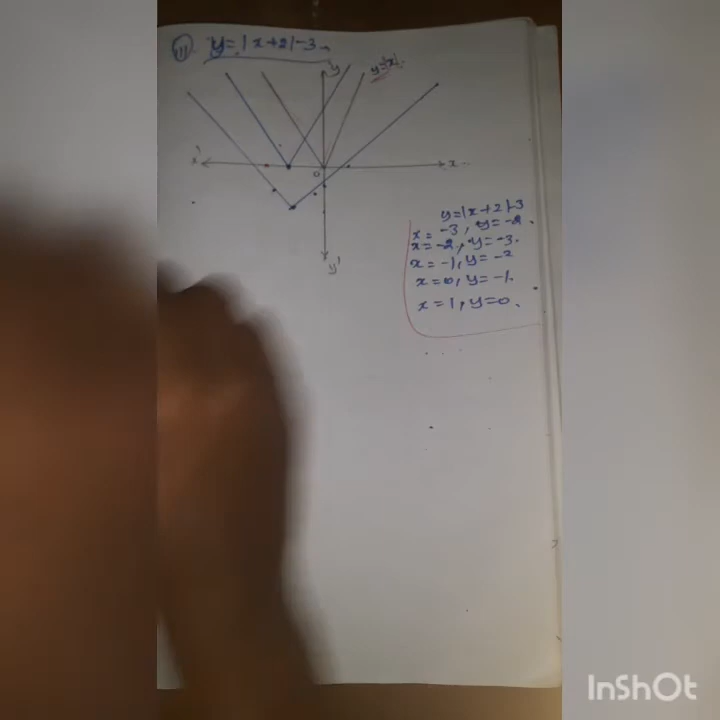 (iii) y = |x+2|-3
y
y=|x|
x'
x
o
y'
y=|x+2|-3
x = -3, y = -2.
x = -2, y = -3.
x = -1, y = -2
x = 0, y = -1.
x = 1, y = 0.
InShOt